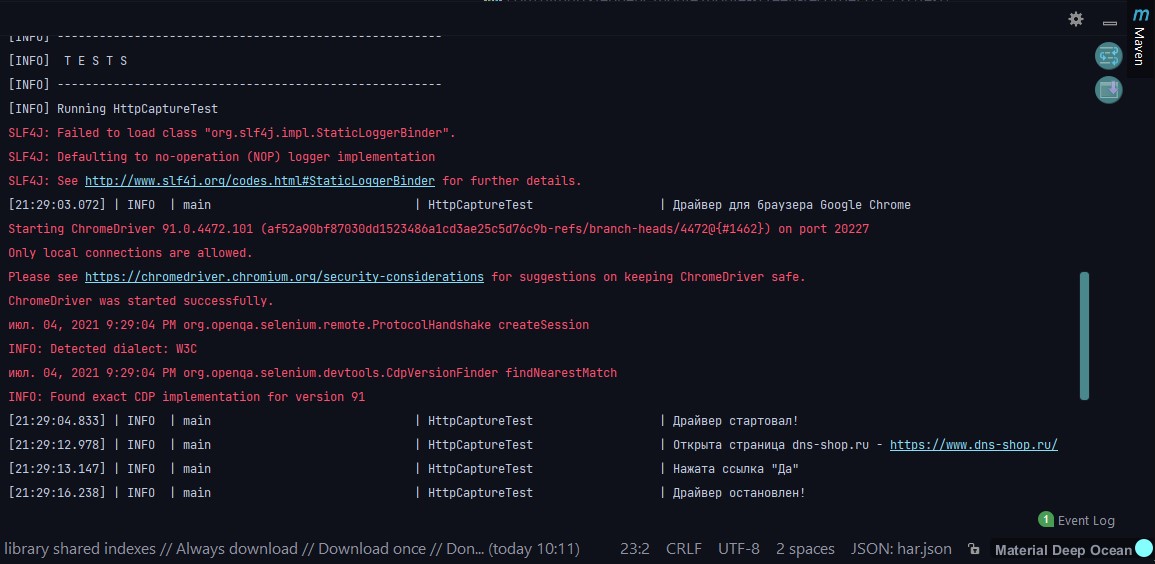 [INFO] -----------------------------------------------
m
Maven
[INFO]  T E S T S
[INFO] -----------------------------------------------
[INFO] Running HttpCaptureTest
SLF4J: Failed to load class "org.slf4j.impl.StaticLoggerBinder".
SLF4J: Defaulting to no-operation (NOP) logger implementation
SLF4J: See http://www.slf4j.org/codes.html#StaticLoggerBinder for further details.
[21:29:03.072] | INFO  | main | HttpCaptureTest | Драйвер для браузера Google Chrome
Starting ChromeDriver 91.0.4472.101 (af52a90bf87030dd1523486a1cd3ae25c5d76c9b-refs/branch-heads/4472@{#1462}) on port 20227
Only local connections are allowed.
Please see https://chromedriver.chromium.org/security-considerations for suggestions on keeping ChromeDriver safe.
ChromeDriver was started successfully.
июл. 04, 2021 9:29:04 PM org.openqa.selenium.remote.ProtocolHandshake createSession
INFO: Detected dialect: W3C
июл. 04, 2021 9:29:04 PM org.openqa.selenium.devtools.CdpVersionFinder findNearestMatch
INFO: Found exact CDP implementation for version 91
[21:29:04.833] | INFO  | main | HttpCaptureTest | Драйвер стартовал!
[21:29:12.978] | INFO  | main | HttpCaptureTest | Открыта страница dns-shop.ru - https://www.dns-shop.ru/
[21:29:13.147] | INFO  | main | HttpCaptureTest | Нажата ссылка "Да"
[21:29:16.238] | INFO  | main | HttpCaptureTest | Драйвер остановлен!
1 Event Log
library shared indexes // Always download // Download once // Don... (today 10:11) 23:2 CRLF UTF-8 2 spaces JSON: har.json Material Deep Ocean